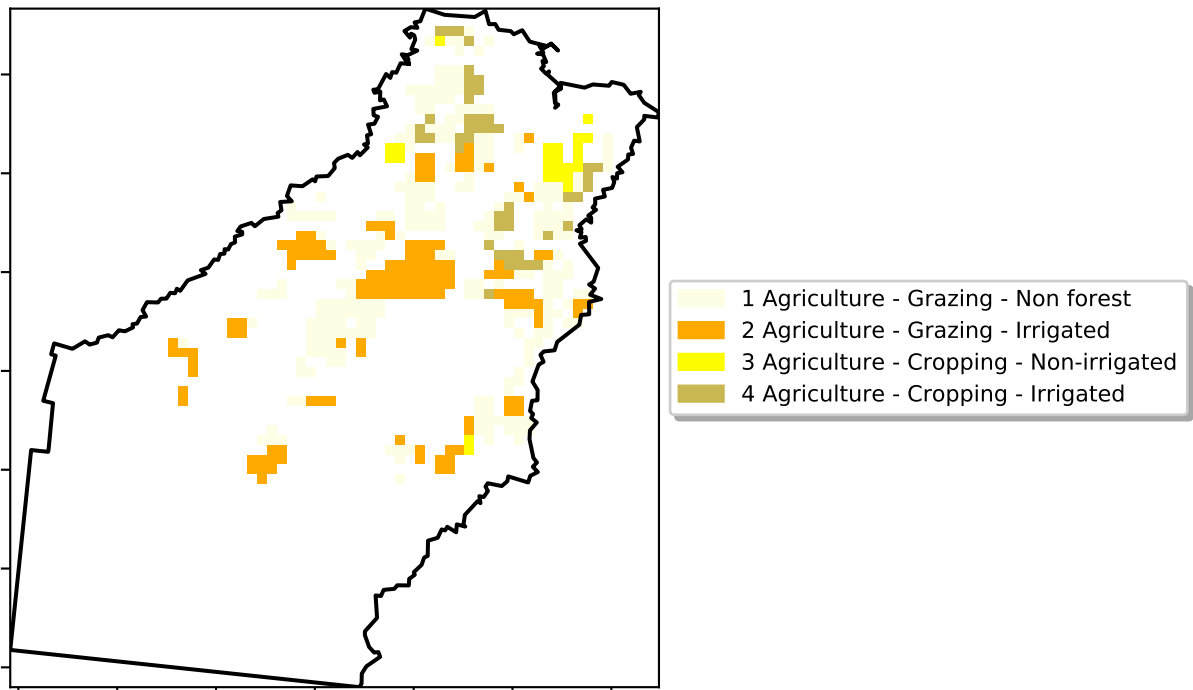 1 Agriculture - Grazing - Non forest
2 Agriculture - Grazing - Irrigated
3 Agriculture - Cropping - Non-irrigated
4 Agriculture - Cropping - Irrigated